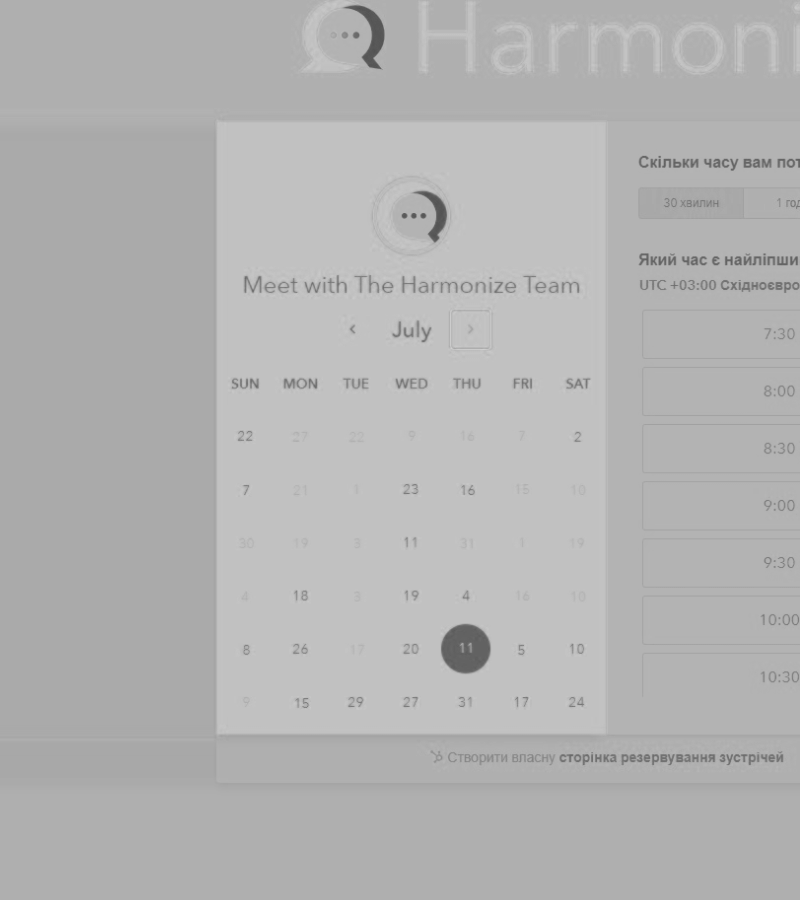 Harmoni
Meet with The Harmonize Team
July
SUN MON TUE WED THU FRI SAT
22 27 22 9 16 7 2
7 21 1 23 16 15 10
30 19 3 11 31 1 19
4 18 3 19 4 16 10
8 26 17 20 11 5 10
9 15 29 27 31 17 24
Скільки часу вам пот
30 хвилин 1 год
Який час є найліпши
UTC +03:00 Східноєвро
7:30
8:00
8:30
9:00
9:30
10:00
10:30
Створити власну сторінка резервування зустрічей